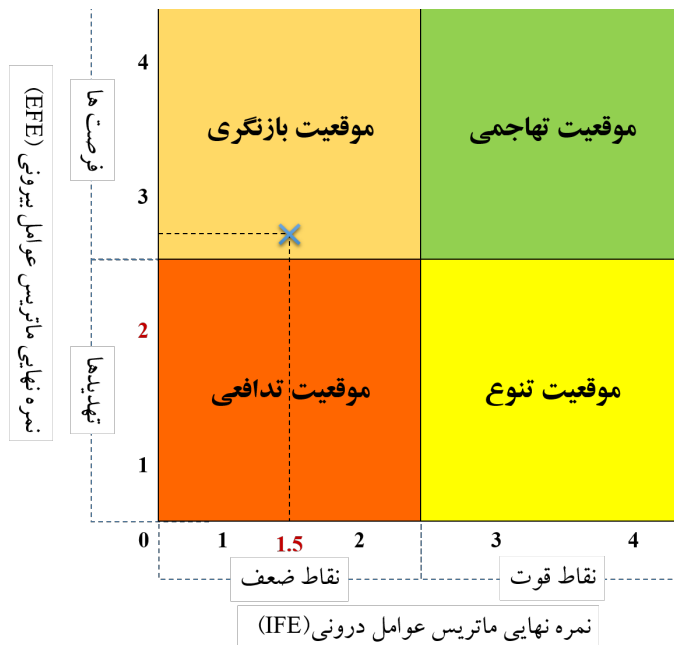 4
موقعیت بازنگری
موقعیت تهاجمی
فرصت ها
نمره نهایی ماتریس عوامل بیرونی (EFE)
3
2
موقعیت تدافعی
موقعیت تنوع
تهدیدها
1
0
1
1.5
2
3
4
نقاط ضعف
نقاط قوت
نمره نهایی ماتریس عوامل درونی(IFE)